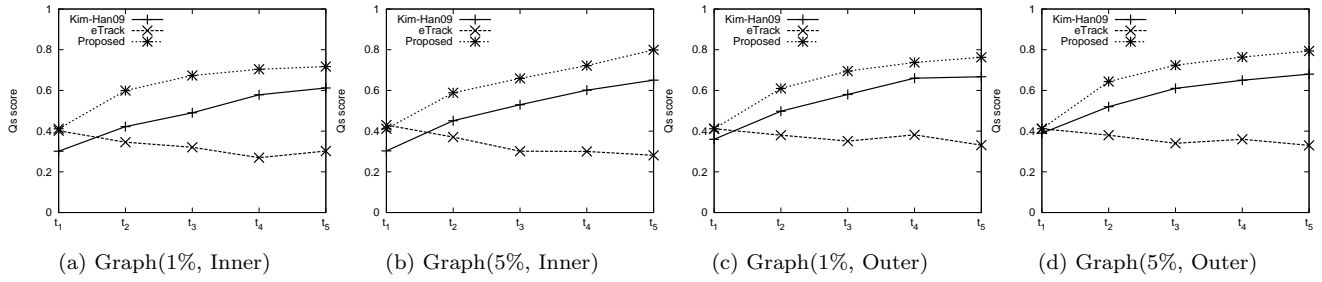 Kim-Han09
eTrack
Proposed
Qs score
1
0.8
0.6
0.4
0.2
0
t1
t2
t3
t4
t5
(a) Graph(1%, Inner)
Kim-Han09
eTrack
Proposed
Qs score
1
0.8
0.6
0.4
0.2
0
t1
t2
t3
t4
t5
(b) Graph(5%, Inner)
Kim-Han09
eTrack
Proposed
Qs score
1
0.8
0.6
0.4
0.2
0
t1
t2
t3
t4
t5
(c) Graph(1%, Outer)
Kim-Han09
eTrack
Proposed
Qs score
1
0.8
0.6
0.4
0.2
0
t1
t2
t3
t4
t5
(d) Graph(5%, Outer)